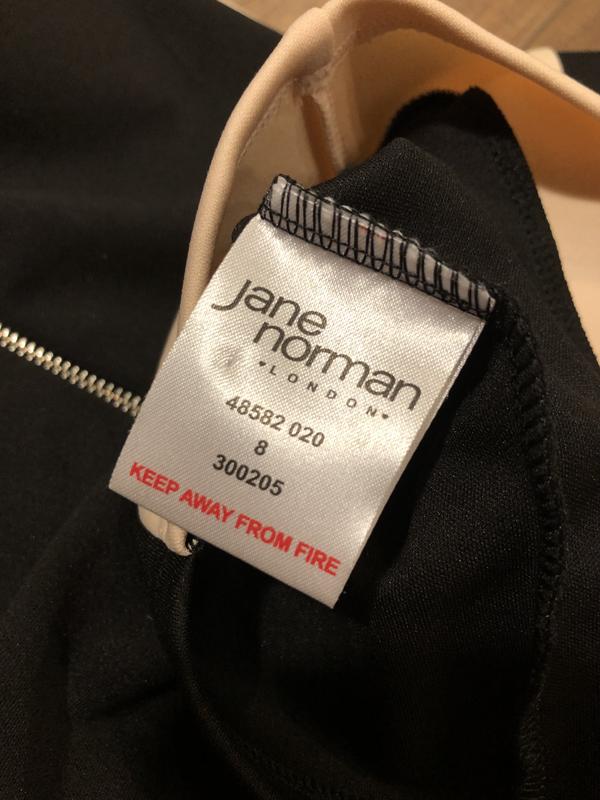 Jane
norman
•LONDON•
48582 020
8
300205
KEEP AWAY FROM FIRE